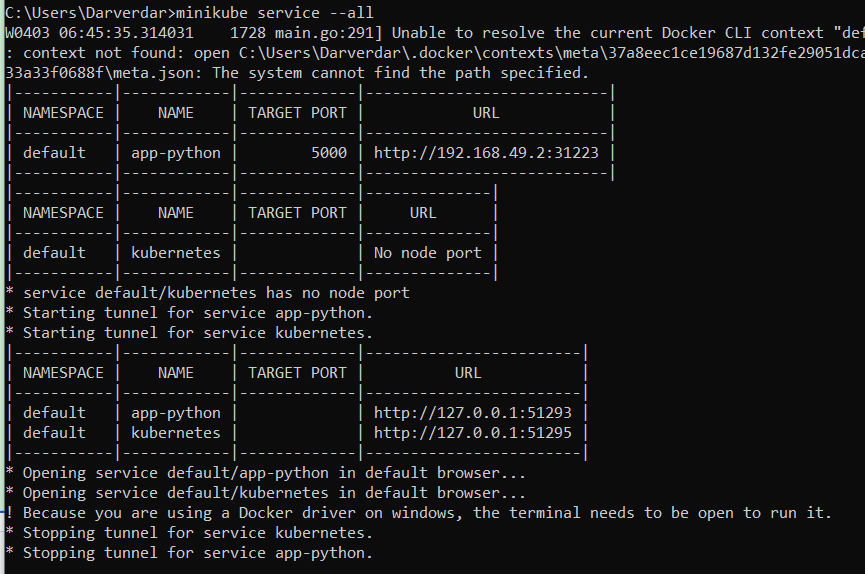 C:\Users\Darverdar>minikube service --all
W0403 06:45:35.314031    1728 main.go:291] Unable to resolve the current Docker CLI context "def
: context not found: open C:\Users\Darverdar\.docker\contexts\meta\37a8eec1ce19687d132fe29051dca
33a33f0688f\meta.json: The system cannot find the path specified.
|-----------|------------|-------------|---------------------------|
| NAMESPACE |    NAME    | TARGET PORT |            URL            |
|-----------|------------|-------------|---------------------------|
| default   | app-python |        5000 | http://192.168.49.2:31223 |
|-----------|------------|-------------|---------------------------|
|-----------|------------|-------------|--------------|
| NAMESPACE |    NAME    | TARGET PORT |     URL      |
|-----------|------------|-------------|--------------|
| default   | kubernetes |             | No node port |
|-----------|------------|-------------|--------------|
* service default/kubernetes has no node port
* Starting tunnel for service app-python.
* Starting tunnel for service kubernetes.
|-----------|------------|-------------|------------------------|
| NAMESPACE |    NAME    | TARGET PORT |          URL           |
|-----------|------------|-------------|------------------------|
| default   | app-python |             | http://127.0.0.1:51293 |
| default   | kubernetes |             | http://127.0.0.1:51295 |
|-----------|------------|-------------|------------------------|
* Opening service default/app-python in default browser...
* Opening service default/kubernetes in default browser...
! Because you are using a Docker driver on windows, the terminal needs to be open to run it.
* Stopping tunnel for service kubernetes.
* Stopping tunnel for service app-python.